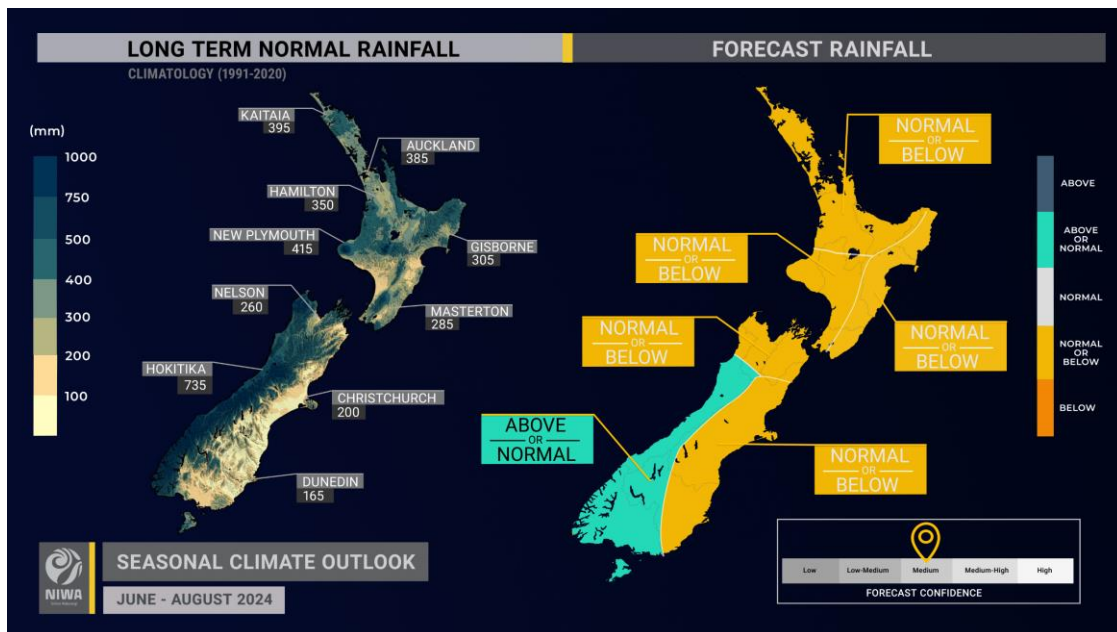 LONG TERM NORMAL RAINFALL
CLIMATOLOGY (1991-2020)
(mm)
1000
750
500
400
300
200
100
KAITAIA
395
AUCKLAND
385
HAMILTON
350
NEW PLYMOUTH
415
GISBORNE
305
NELSON
260
MASTERTON
285
HOKITIKA
735
CHRISTCHURCH
200
DUNEDIN
165
FORECAST RAINFALL
NORMAL
OR
BELOW
NORMAL
OR
BELOW
NORMAL
OR
BELOW
NORMAL
OR
BELOW
ABOVE
OR
NORMAL
NORMAL
OR
BELOW
ABOVE
ABOVE
OR
NORMAL
NORMAL
NORMAL
OR
BELOW
BELOW
Low
Low-Medium
Medium
Medium-High
High
FORECAST CONFIDENCE
NIWA
SEASONAL CLIMATE OUTLOOK
JUNE - AUGUST 2024